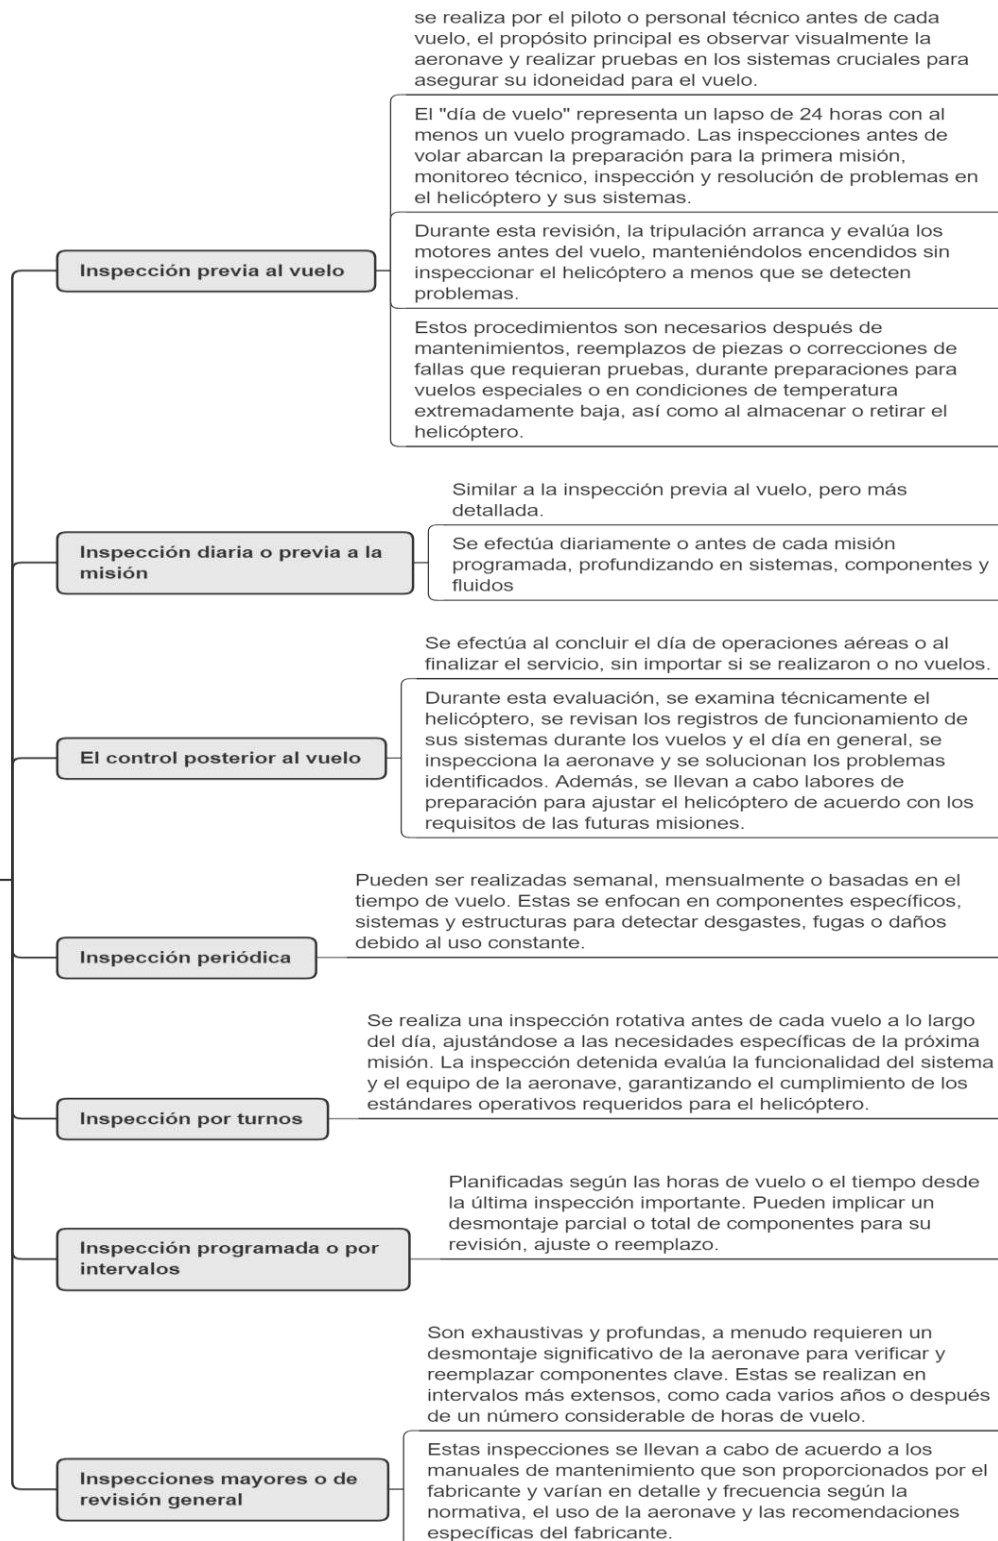 se realiza por el piloto o personal técnico antes de cada
vuelo, el propósito principal es observar visualmente la
aeronave y realizar pruebas en los sistemas cruciales para
asegurar su idoneidad para el vuelo.
El "día de vuelo" representa un lapso de 24 horas con al
menos un vuelo programado. Las inspecciones antes de
volar abarcan la preparación para la primera misión,
monitoreo técnico, inspección y resolución de problemas en
el helicóptero y sus sistemas.
Inspección previa al vuelo
Durante esta revisión, la tripulación arranca y evalúa los
motores antes del vuelo, manteniéndolos encendidos sin
inspeccionar el helicóptero a menos que se detecten
problemas.
Estos procedimientos son necesarios después de
mantenimientos, reemplazos de piezas o correcciones de
fallas que requieran pruebas, durante preparaciones para
vuelos especiales o en condiciones de temperatura
extremadamente baja, así como al almacenar o retirar el
helicóptero.
Inspección diaria o previa a la
misión
Similar a la inspección previa al vuelo, pero más
detallada.
Se efectúa diariamente o antes de cada misión
programada, profundizando en sistemas, componentes y
fluidos
El control posterior al vuelo
Se efectúa al concluir el día de operaciones aéreas o al
finalizar el servicio, sin importar si se realizaron o no vuelos.
Durante esta evaluación, se examina técnicamente el
helicóptero, se revisan los registros de funcionamiento de
sus sistemas durante los vuelos y el día en general, se
inspecciona la aeronave y se solucionan los problemas
identificados. Además, se llevan a cabo labores de
preparación para ajustar el helicóptero de acuerdo con los
requisitos de las futuras misiones.
Inspección periódica
Pueden ser realizadas semanal, mensualmente o basadas en el
tiempo de vuelo. Estas se enfocan en componentes específicos,
sistemas y estructuras para detectar desgastes, fugas o daños
debido al uso constante.
Inspección por turnos
Se realiza una inspección rotativa antes de cada vuelo a lo largo
del día, ajustándose a las necesidades específicas de la próxima
misión. La inspección detenida evalúa la funcionalidad del sistema
y el equipo de la aeronave, garantizando el cumplimiento de los
estándares operativos requeridos para el helicóptero.
Inspección programada o por
intervalos
Planificadas según las horas de vuelo o el tiempo desde
la última inspección importante. Pueden implicar un
desmontaje parcial o total de componentes para su
revisión, ajuste o reemplazo.
Inspecciones mayores o de
revisión general
Son exhaustivas y profundas, a menudo requieren un
desmontaje significativo de la aeronave para verificar y
reemplazar componentes clave. Estas se realizan en
intervalos más extensos, como cada varios años o después
de un número considerable de horas de vuelo.
Estas inspecciones se llevan a cabo de acuerdo a los
manuales de mantenimiento que son proporcionados por el
fabricante y varían en detalle y frecuencia según la
normativa, el uso de la aeronave y las recomendaciones
específicas del fabricante.